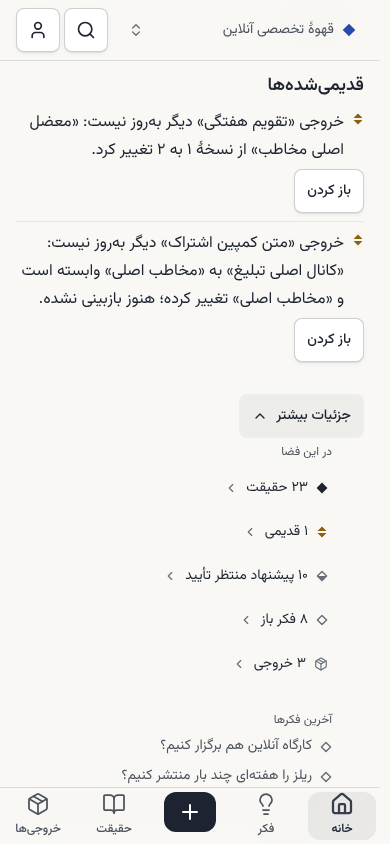 قهوهٔ تخصصی آنلاین
قدیمی‌شده‌ها
خروجی «تقویم هفتگی» دیگر به‌روز نیست: «معضل
اصلی مخاطب» از نسخهٔ ۱ به ۲ تغییر کرد.
باز کردن
خروجی «متن کمپین اشتراک» دیگر به‌روز نیست:
«کانال اصلی تبلیغ» به «مخاطب اصلی» وابسته است
و «مخاطب اصلی» تغییر کرده؛ هنوز بازبینی نشده.
باز کردن
جزئیات بیشتر
در این فضا
۲۳ حقیقت
۱ قدیمی
۱۰ پیشنهاد منتظر تأیید
۸ فکر باز
۳ خروجی
آخرین فکرها
کارگاه آنلاین هم برگزار کنیم؟
ریلز را هفته‌ای چند بار منتشر کنیم؟
خانه
فکر
حقیقت
خروجی‌ها